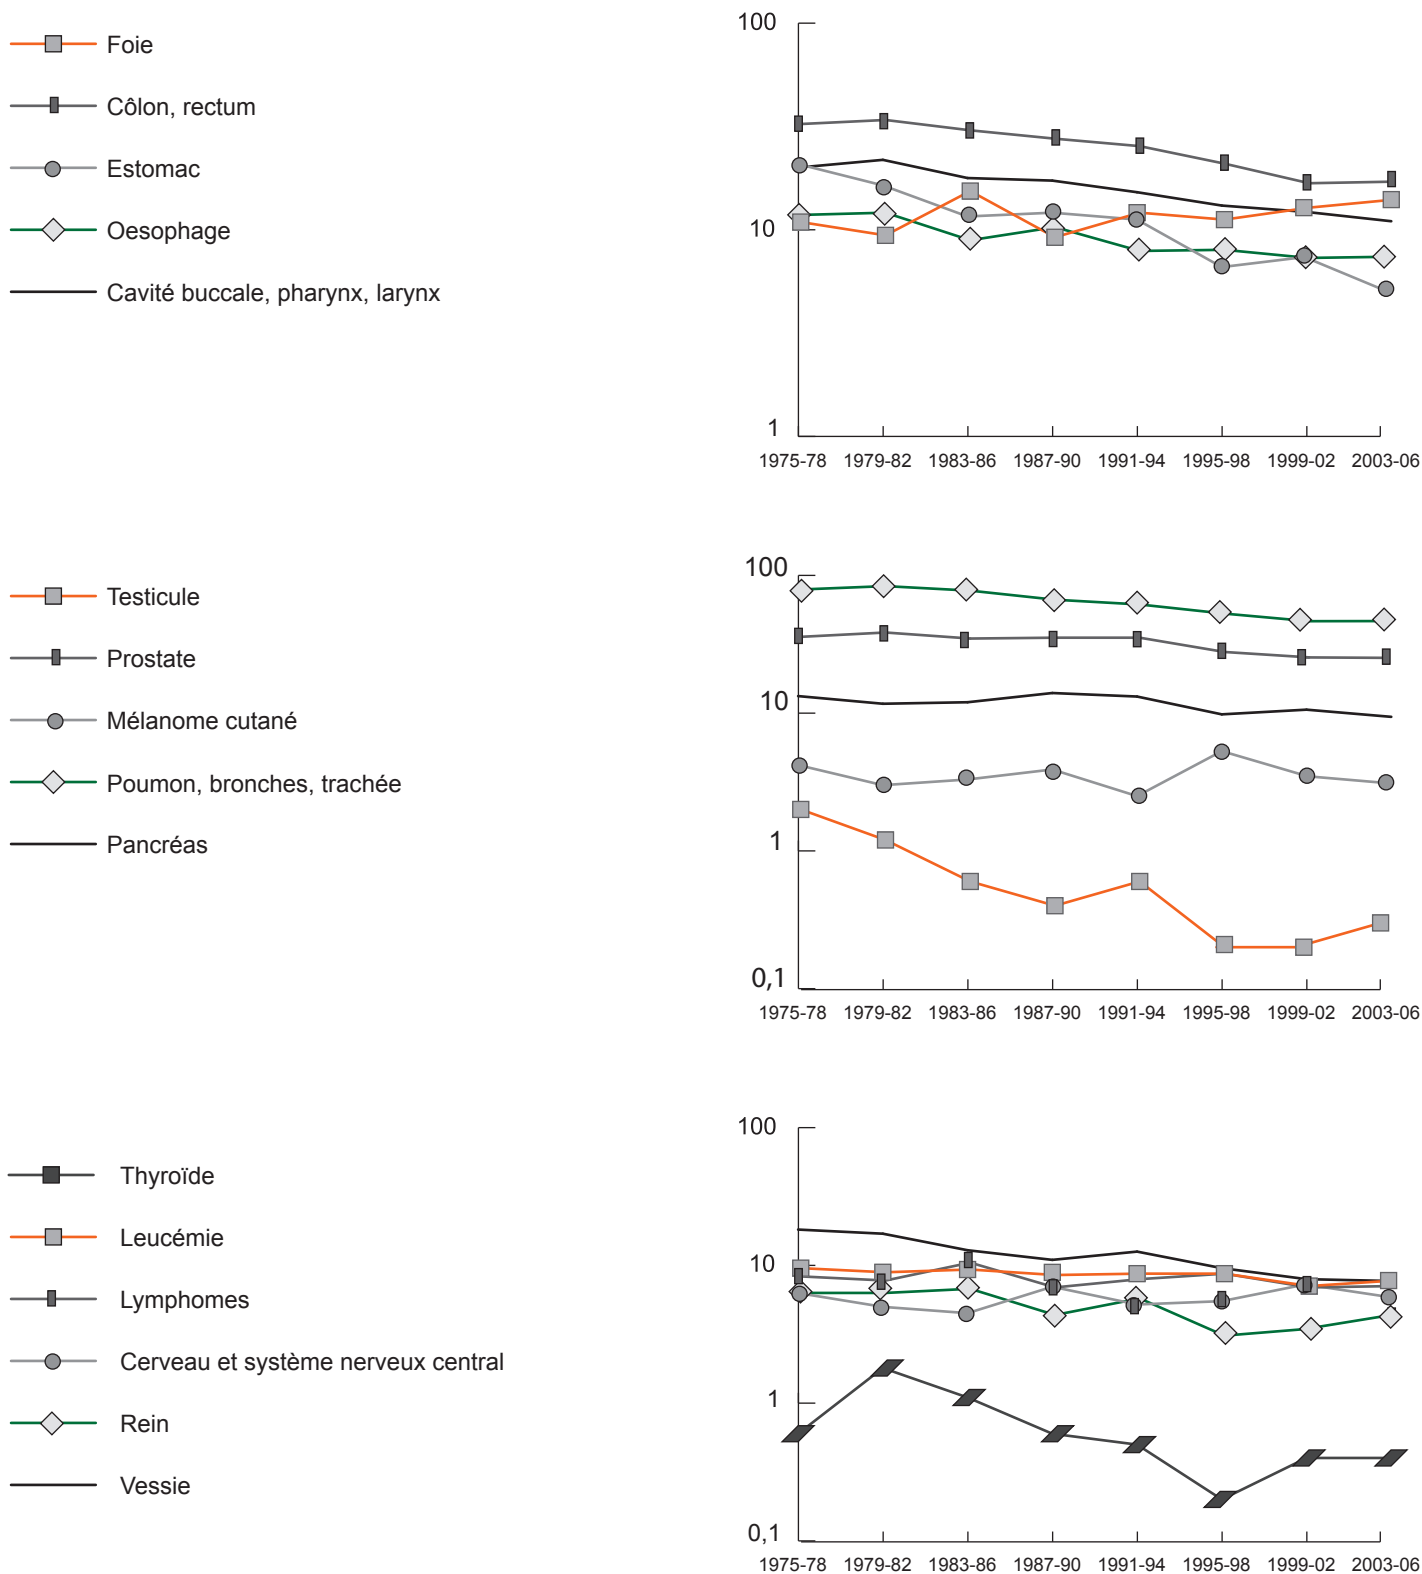 Foie
Côlon, rectum
Estomac
Oesophage
Cavité buccale, pharynx, larynx
100
10
1
1975-78 1979-82 1983-86 1987-90 1991-94 1995-98 1999-02 2003-06
Testicule
Prostate
Mélanome cutané
Poumon, bronches, trachée
Pancréas
100
10
1
0,1
1975-78 1979-82 1983-86 1987-90 1991-94 1995-98 1999-02 2003-06
Thyroïde
Leucémie
Lymphomes
Cerveau et système nerveux central
Rein
Vessie
100
10
1
0,1
1975-78 1979-82 1983-86 1987-90 1991-94 1995-98 1999-02 2003-06